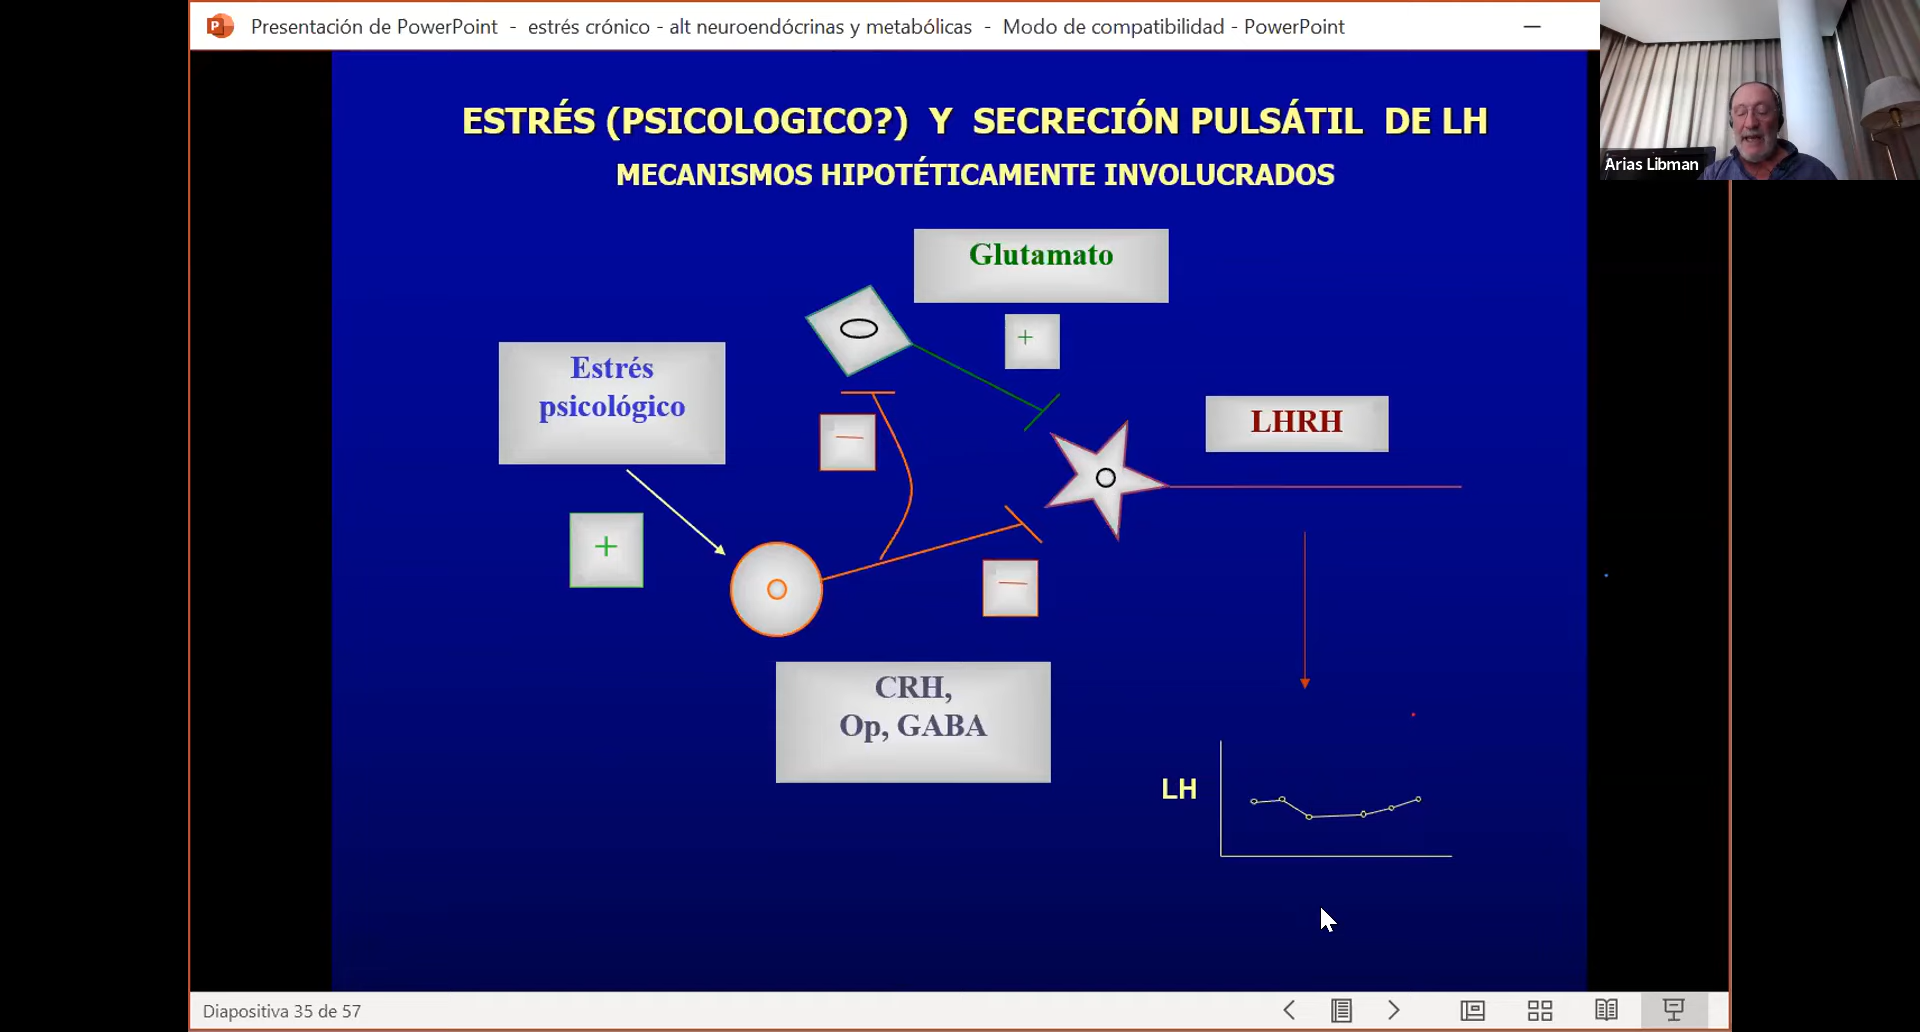 Presentación de PowerPoint - estrés crónico - alt neuroendócrinas y metabólicas - Modo de compatibilidad - PowerPoint
Arias Libman
ESTRÉS (PSICOLOGICO?) Y SECRECIÓN PULSÁTIL DE LH
MECANISMOS HIPOTÉTICAMENTE INVOLUCRADOS
Glutamato
+
Estrés
psicológico
LHRH
—
+
—
CRH,
Op, GABA
LH
Diapositiva 35 de 57